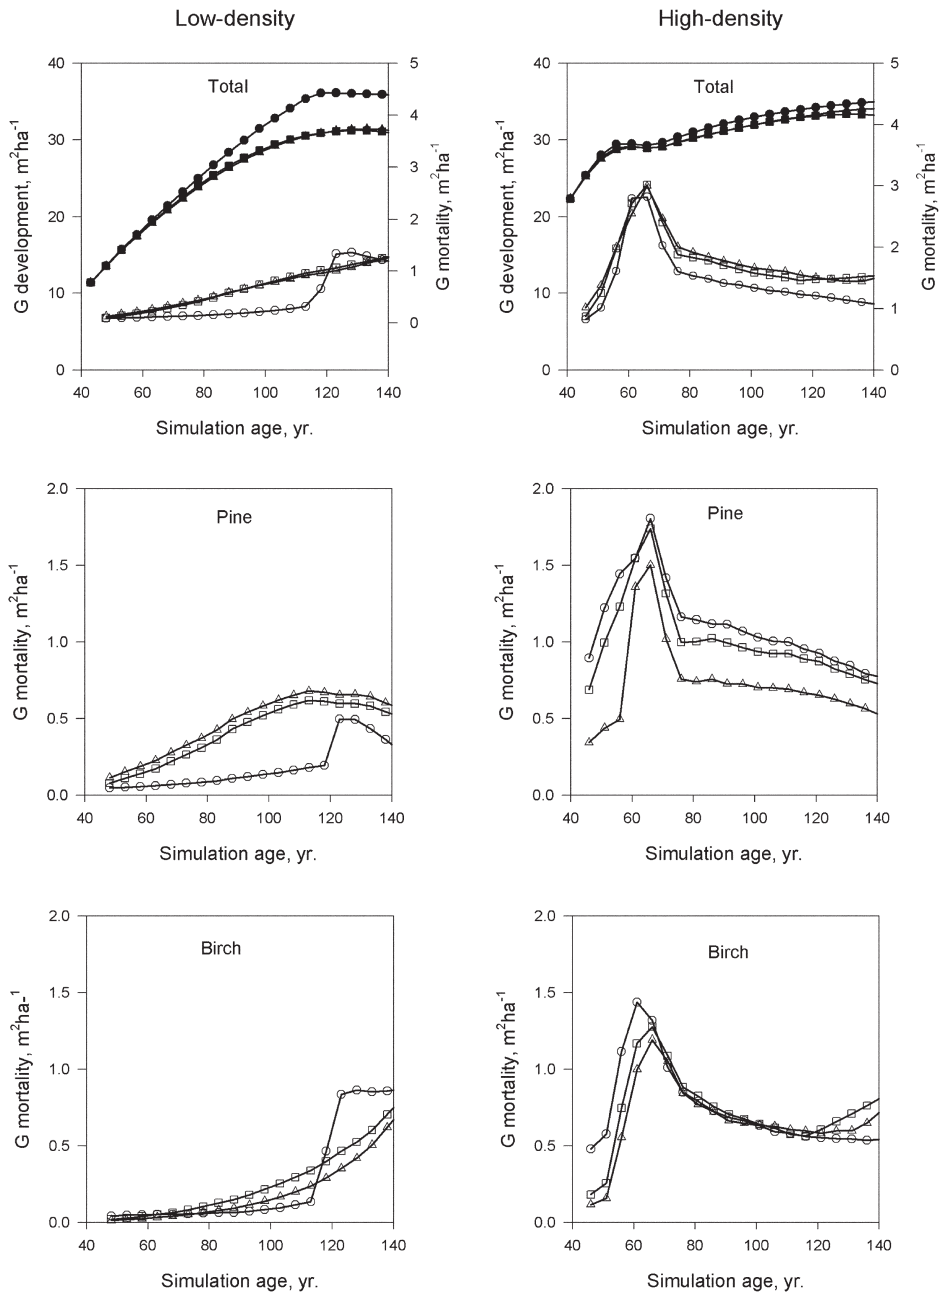 Low-density
High-density
Total
G development, m²ha⁻¹
G mortality, m²ha⁻¹
40
30
20
10
0
5
4
3
2
1
0
40 60 80 100 120 140
Simulation age, yr.
Total
G development, m²ha⁻¹
G mortality, m²ha⁻¹
40
30
20
10
0
5
4
3
2
1
0
40 60 80 100 120 140
Simulation age, yr.
Pine
G mortality, m²ha⁻¹
2.0
1.5
1.0
0.5
0.0
40 60 80 100 120 140
Simulation age, yr.
Pine
G mortality, m²ha⁻¹
2.0
1.5
1.0
0.5
0.0
40 60 80 100 120 140
Simulation age, yr.
Birch
G mortality, m²ha-¹
2.0
1.5
1.0
0.5
0.0
40 60 80 100 120 140
Simulation age, yr.
Birch
G mortality, m²ha⁻¹
2.0
1.5
1.0
0.5
0.0
40 60 80 100 120 140
Simulation age, yr.